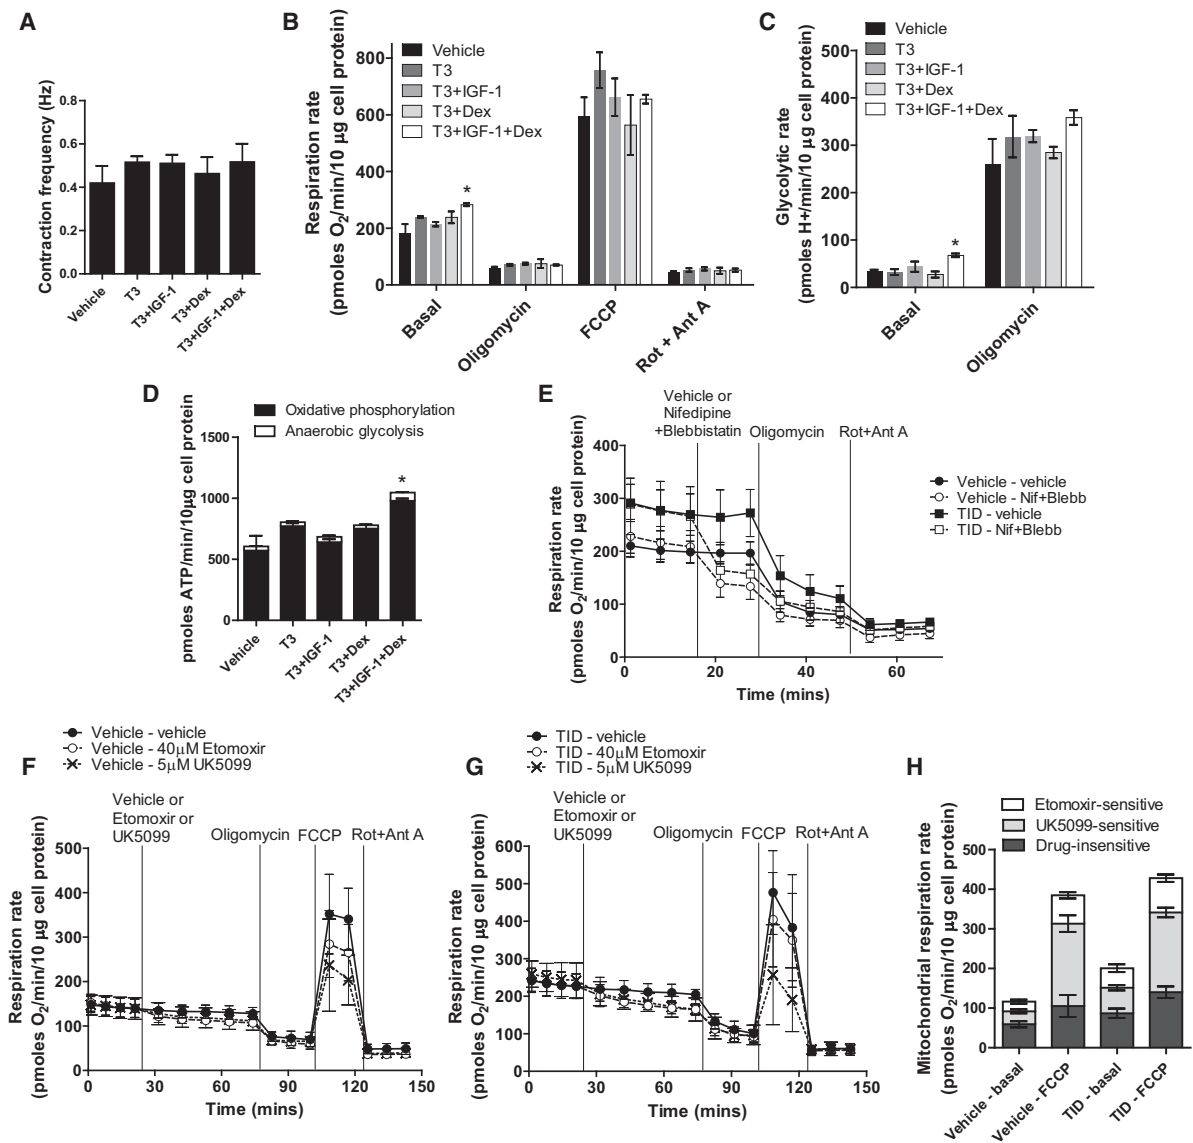 A
Contraction frequency (Hz)
0.8
0.6
0.4
0.2
0.0
Vehicle
T3
T3+IGF-1
T3+Dex
T3+IGF-1+Dex
B
Respiration rate
(pmoles O2/min/10 µg cell protein)
800
600
400
200
0
Vehicle
T3
T3+IGF-1
T3+Dex
T3+IGF-1+Dex
*
Basal
Oligomycin
FCCP
Rot + Ant A
C
Glycolytic rate
(pmoles H+/min/10 µg cell protein)
500
400
300
200
100
0
Vehicle
T3
T3+IGF-1
T3+Dex
T3+IGF-1+Dex
*
Basal
Oligomycin
D
Oxidative phosphorylation
Anaerobic glycolysis
pmoles ATP/min/10µg cell protein
1500
1000
500
0
*
Vehicle
T3
T3+IGF-1
T3+Dex
T3+IGF-1+Dex
E
Vehicle or
Nifedipine
+Blebbistatin
Oligomycin
Rot+Ant A
Respiration rate
(pmoles O2/min/10 µg cell protein)
400
300
200
100
0
0 20 40 60
Time (mins)
Vehicle - vehicle
Vehicle - Nif+Blebb
TID - vehicle
TID - Nif+Blebb
F
Vehicle - vehicle
Vehicle - 40µM Etomoxir
Vehicle - 5µM UK5099
Vehicle or
Etomoxir or
UK5099
Oligomycin
FCCP
Rot+Ant A
Respiration rate
(pmoles O2/min/10 µg cell protein)
500
400
300
200
100
0
0 30 60 90 120 150
Time (mins)
G
TID - vehicle
TID - 40µM Etomoxir
TID - 5µM UK5099
Vehicle or
Etomoxir or
UK5099
Oligomycin
FCCP
Rot+Ant A
Respiration rate
(pmoles O2/min/10 µg cell protein)
600
500
400
300
200
100
0
0 30 60 90 120 150
Time (mins)
H
Etomoxir-sensitive
UK5099-sensitive
Drug-insensitive
Mitochondrial respiration rate
(pmoles O2/min/10 µg cell protein)
500
400
300
200
100
0
Vehicle - basal
Vehicle - FCCP
TID - basal
TID - FCCP